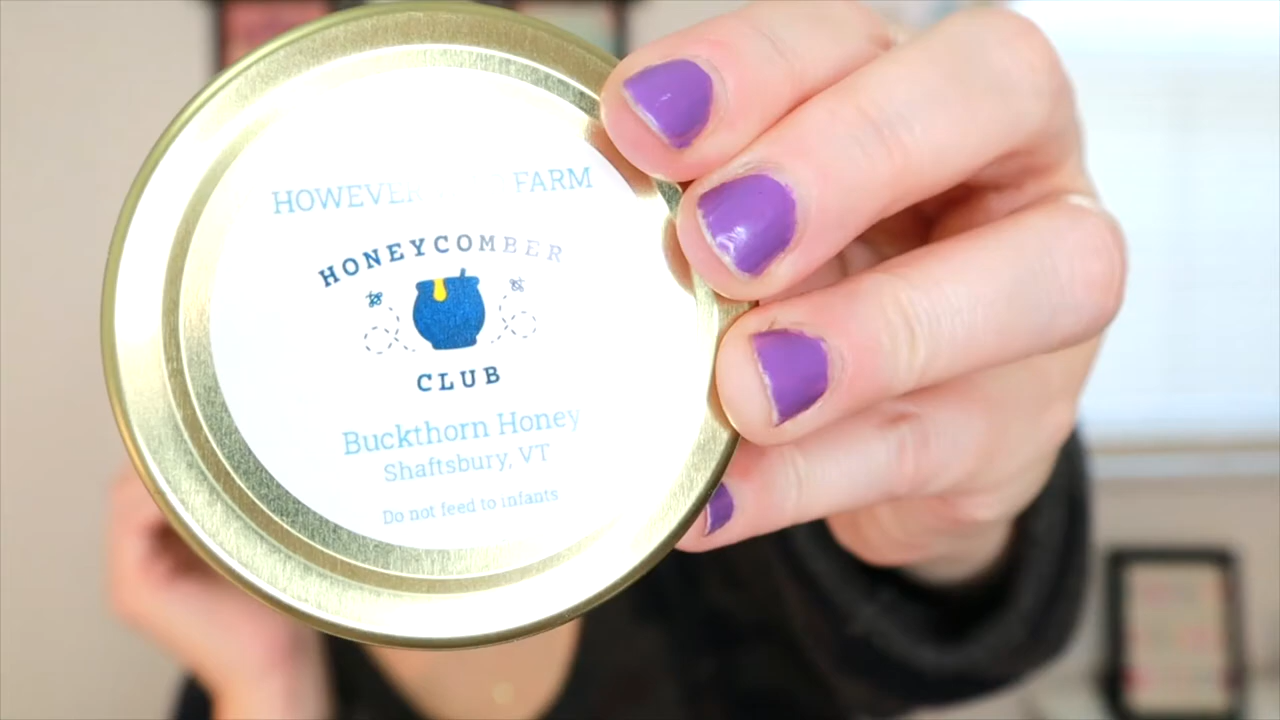 HOWEVER FARM
HONEYCOMBER
CLUB
Buckthorn Honey
Shaftsbury, VT
Do not feed to infants